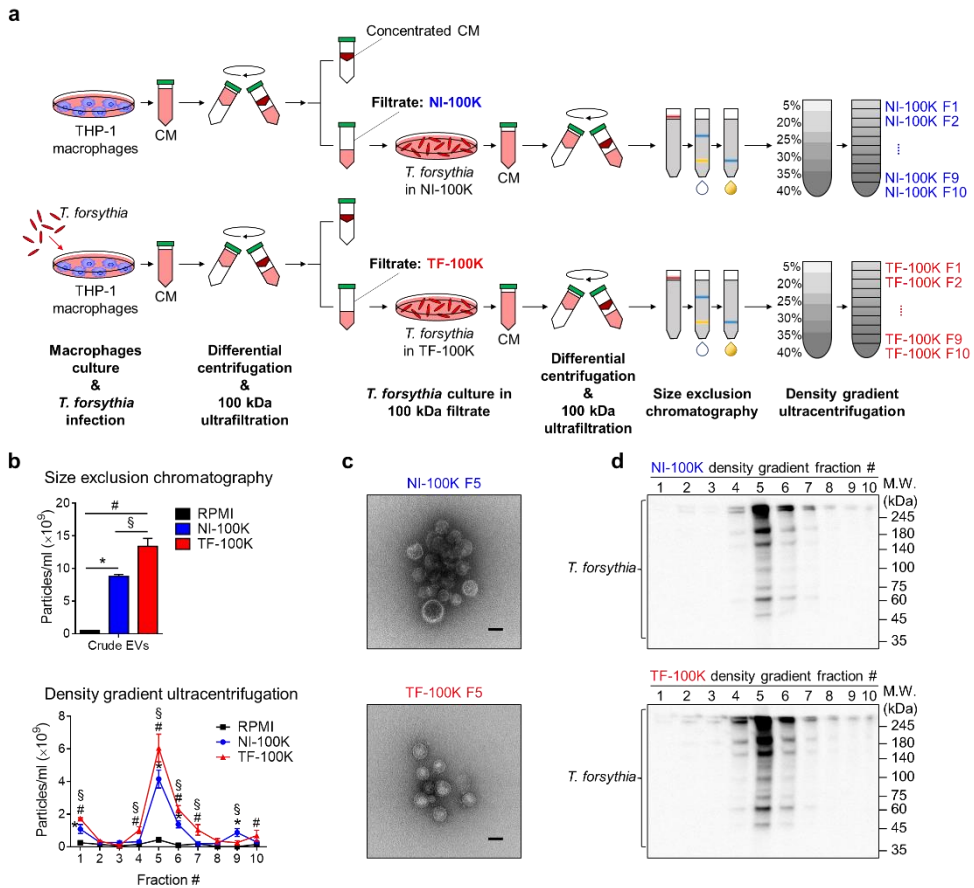 a
Concentrated CM
Filtrate: NI-100K
THP-1
macrophages
CM
T. forsythia
in NI-100K
CM
5%
20%
25%
30%
35%
40%
NI-100K F1
NI-100K F2
NI-100K F9
NI-100K F10
T. forsythia
Filtrate: TF-100K
THP-1
macrophages
CM
T. forsythia
in TF-100K
CM
5%
20%
25%
30%
35%
40%
TF-100K F1
TF-100K F2
TF-100K F9
TF-100K F10
Macrophages
culture
&
T. forsythia
infection
Differential
centrifugation
&
100 kDa
ultrafiltration
T. forsythia culture in
100 kDa filtrate
Differential
centrifugation
&
100 kDa
ultrafiltration
Size exclusion
chromatography
Density gradient
ultracentrifugation
b
Size exclusion chromatography
Particles/ml (×10⁹)
20
15
10
5
0
#
§
*
RPMI
NI-100K
TF-100K
Crude EVs
Density gradient ultracentrifugation
Particles/ml (×10⁹)
8
6
4
2
0
RPMI
NI-100K
TF-100K
§
#
*
§
#
§
#
*
§
#
*
§
#
§
*
#
1 2 3 4 5 6 7 8 9 10
Fraction #
c
NI-100K F5
TF-100K F5
d
NI-100K density gradient fraction #
1 2 3 4 5 6 7 8 9 10
M.W.
(kDa)
245
180
140
100
75
60
45
35
T. forsythia
TF-100K density gradient fraction #
1 2 3 4 5 6 7 8 9 10
M.W.
(kDa)
245
180
140
100
75
60
45
35
T. forsythia